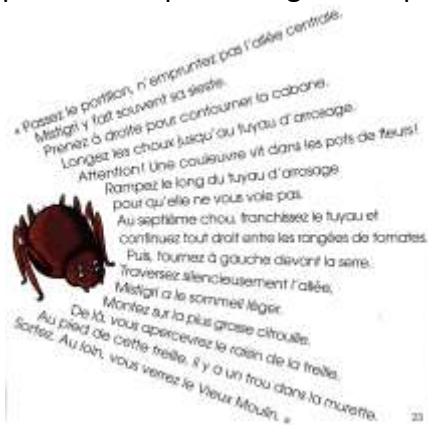 « Passez le portillon, n'empruntez pas l'allée centrale.
Mistigri y fait souvent sa sieste.
Prenez à droite pour contourner la cabane.
Longez les choux jusqu'au tuyau d'arrosage.
Attention! Une couleuvre vit dans les pots de fleurs!
Rampez le long du tuyau d'arrosage
pour qu'elle ne vous voie pas.
Au septième chou, franchissez le tuyau et
continuez tout droit entre les rangées de tomates.
Puis, tournez à gauche devant la serre.
Traversez silencieusement l'allée,
Mistigri a le sommeil léger.
Montez sur la plus grosse citrouille.
De là, vous apercevrez le raisin de la treille.
Au pied de cette treille, il y a un trou dans la murette.
Sortez. Au loin, vous verrez le Vieux Moulin. »
23